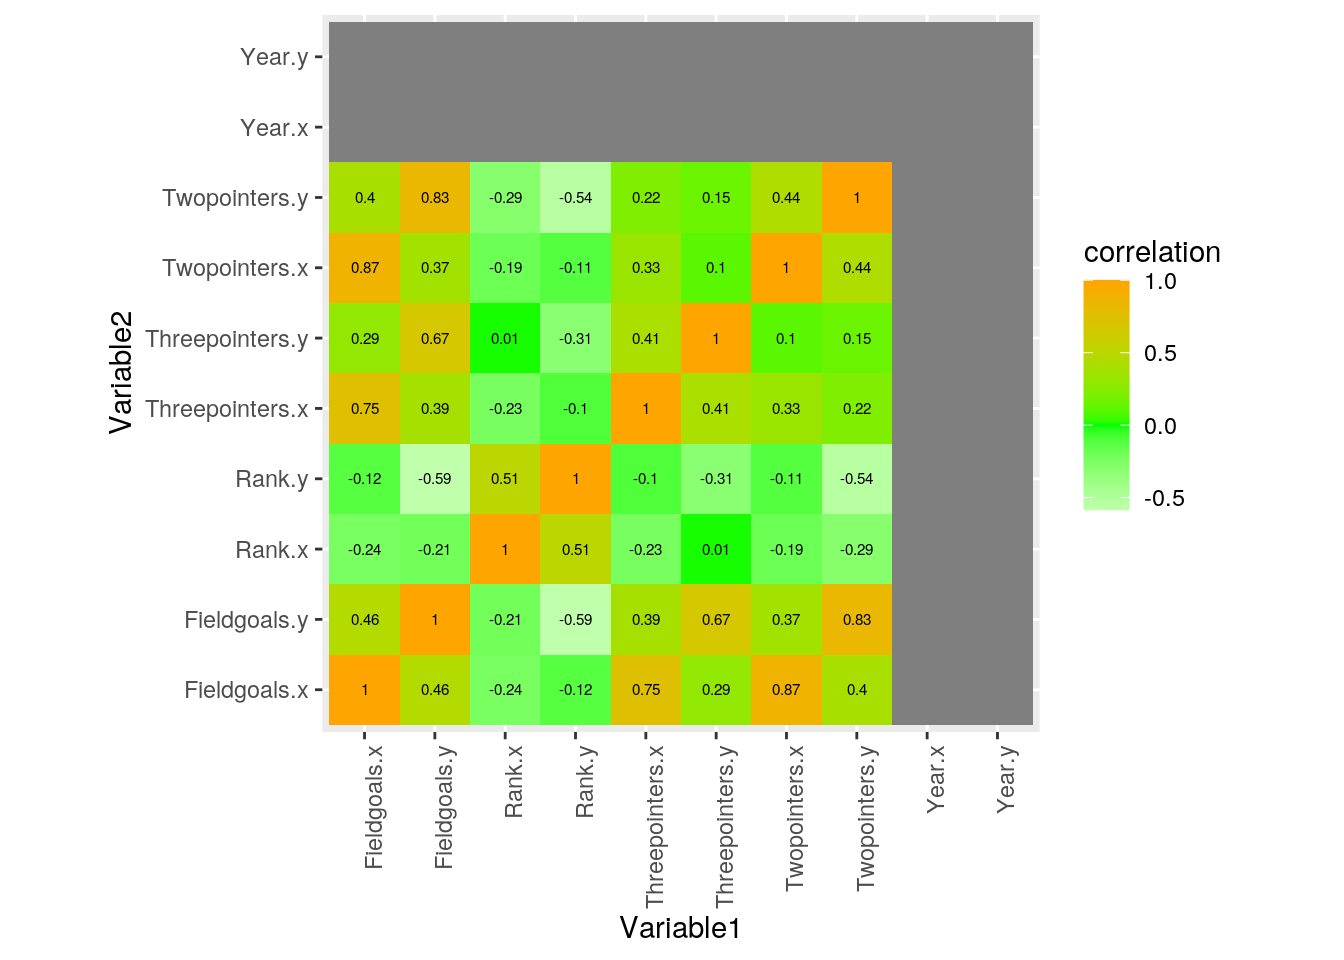 Year.y
Year.x
Twopointers.y 0.4 0.83 -0.29 -0.54 0.22 0.15 0.44 1
Twopointers.x 0.87 0.37 -0.19 -0.11 0.33 0.1 1 0.44
Threepointers.y 0.29 0.67 0.01 -0.31 0.41 1 0.1 0.15
Threepointers.x 0.75 0.39 -0.23 -0.1 1 0.41 0.33 0.22
Rank.y -0.12 -0.59 0.51 1 -0.1 -0.31 -0.11 -0.54
Rank.x -0.24 -0.21 1 0.51 -0.23 0.01 -0.19 -0.29
Fieldgoals.y 0.46 1 -0.21 -0.59 0.39 0.67 0.37 0.83
Fieldgoals.x 1 0.46 -0.24 -0.12 0.75 0.29 0.87 0.4
Variable2
Fieldgoals.x
Fieldgoals.y
Rank.x
Rank.y
Threepointers.x
Threepointers.y
Twopointers.x
Twopointers.y
Year.x
Year.y
Variable1
correlation
1.0
0.5
0.0
-0.5